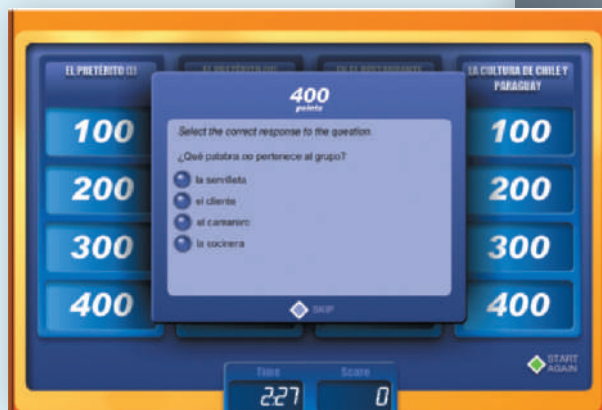 EL PRETÉRITO (I)
LA CULTURA DE CHILE Y
PARAGUAY
100
200
300
400
400
points
Select the correct response to the question.
¿Qué palabra no pertenece al grupo?
la servilleta
el cliente
el camarero
la cocinera
SKIP
100
200
300
400
START
AGAIN
Time
Score
2:27
0